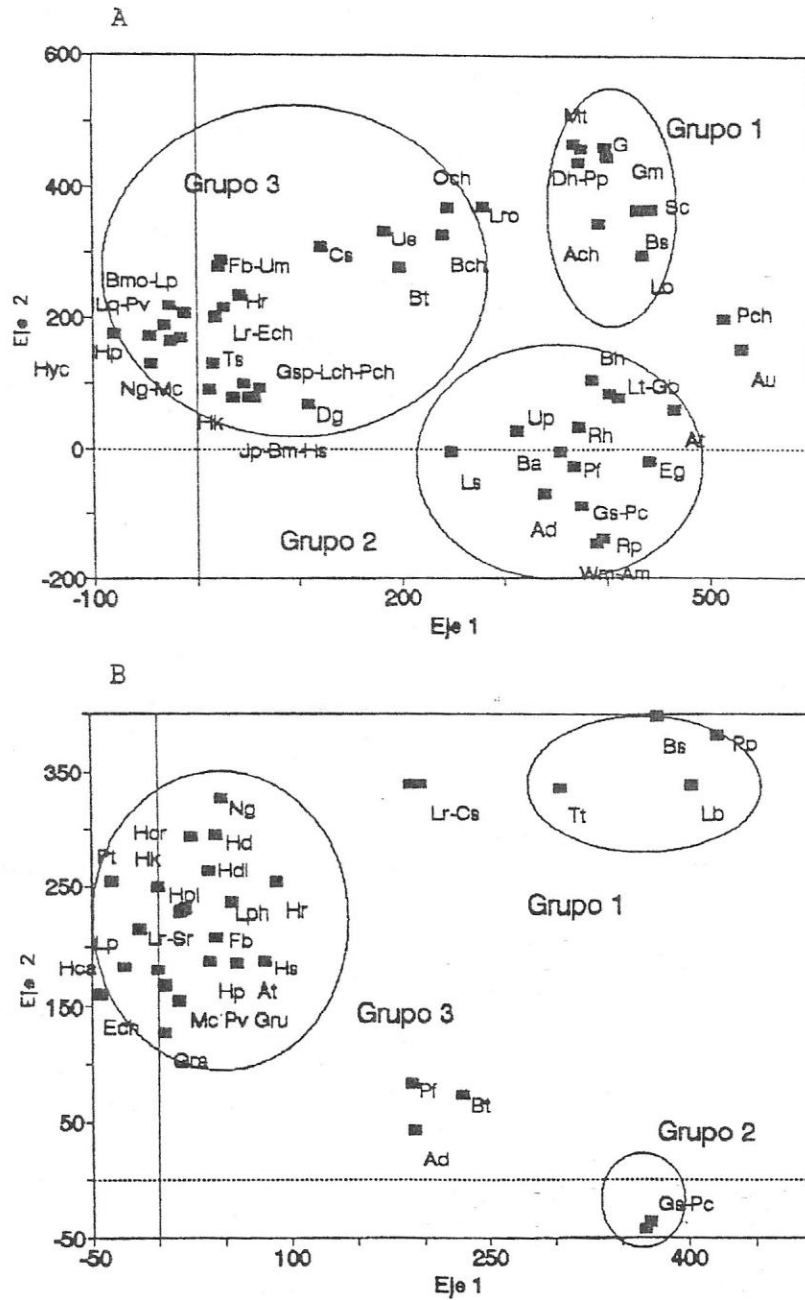 A
600
Mt
Grupo 1
G
Dh-Pp
Gm
Grupo 3
Och
400
Lro
Sc
Us
Cs
Ach
Bs
Fb-Um
Bch
Bmo-Lp
Bt
Lo
Lq-Pv
Hr
Eje 2
200
Pch
Lr-Ech
Hp
Ts
Bh
Hyc
Gsp-Lch-Pch
Au
Ng-Mc
Lt-Gb
Hk
Dg
Up
Rh
At
Jp-Bm-Hs
0
Ba
Pf
Eg
Ls
Ad
Gs-Pc
Grupo 2
Rp
Wm-Am
-200
-100
200
500
Eje 1
B
Bs
Rp
350
Ng
Lr-Cs
Tt
Lb
Hcr
Hd
Pt
Hk
Hdl
250
Hpl
Lph
Hr
Grupo 1
Lp
Lr-Sr
Fb
Eje 2
Hca
Hs
Hp
At
150
Ech
Mc
Pv
Gru
Grupo 3
Gra
Pf
Bt
50
Ad
Grupo 2
Gs-Pc
-50
-50
100
250
400
Eje 1